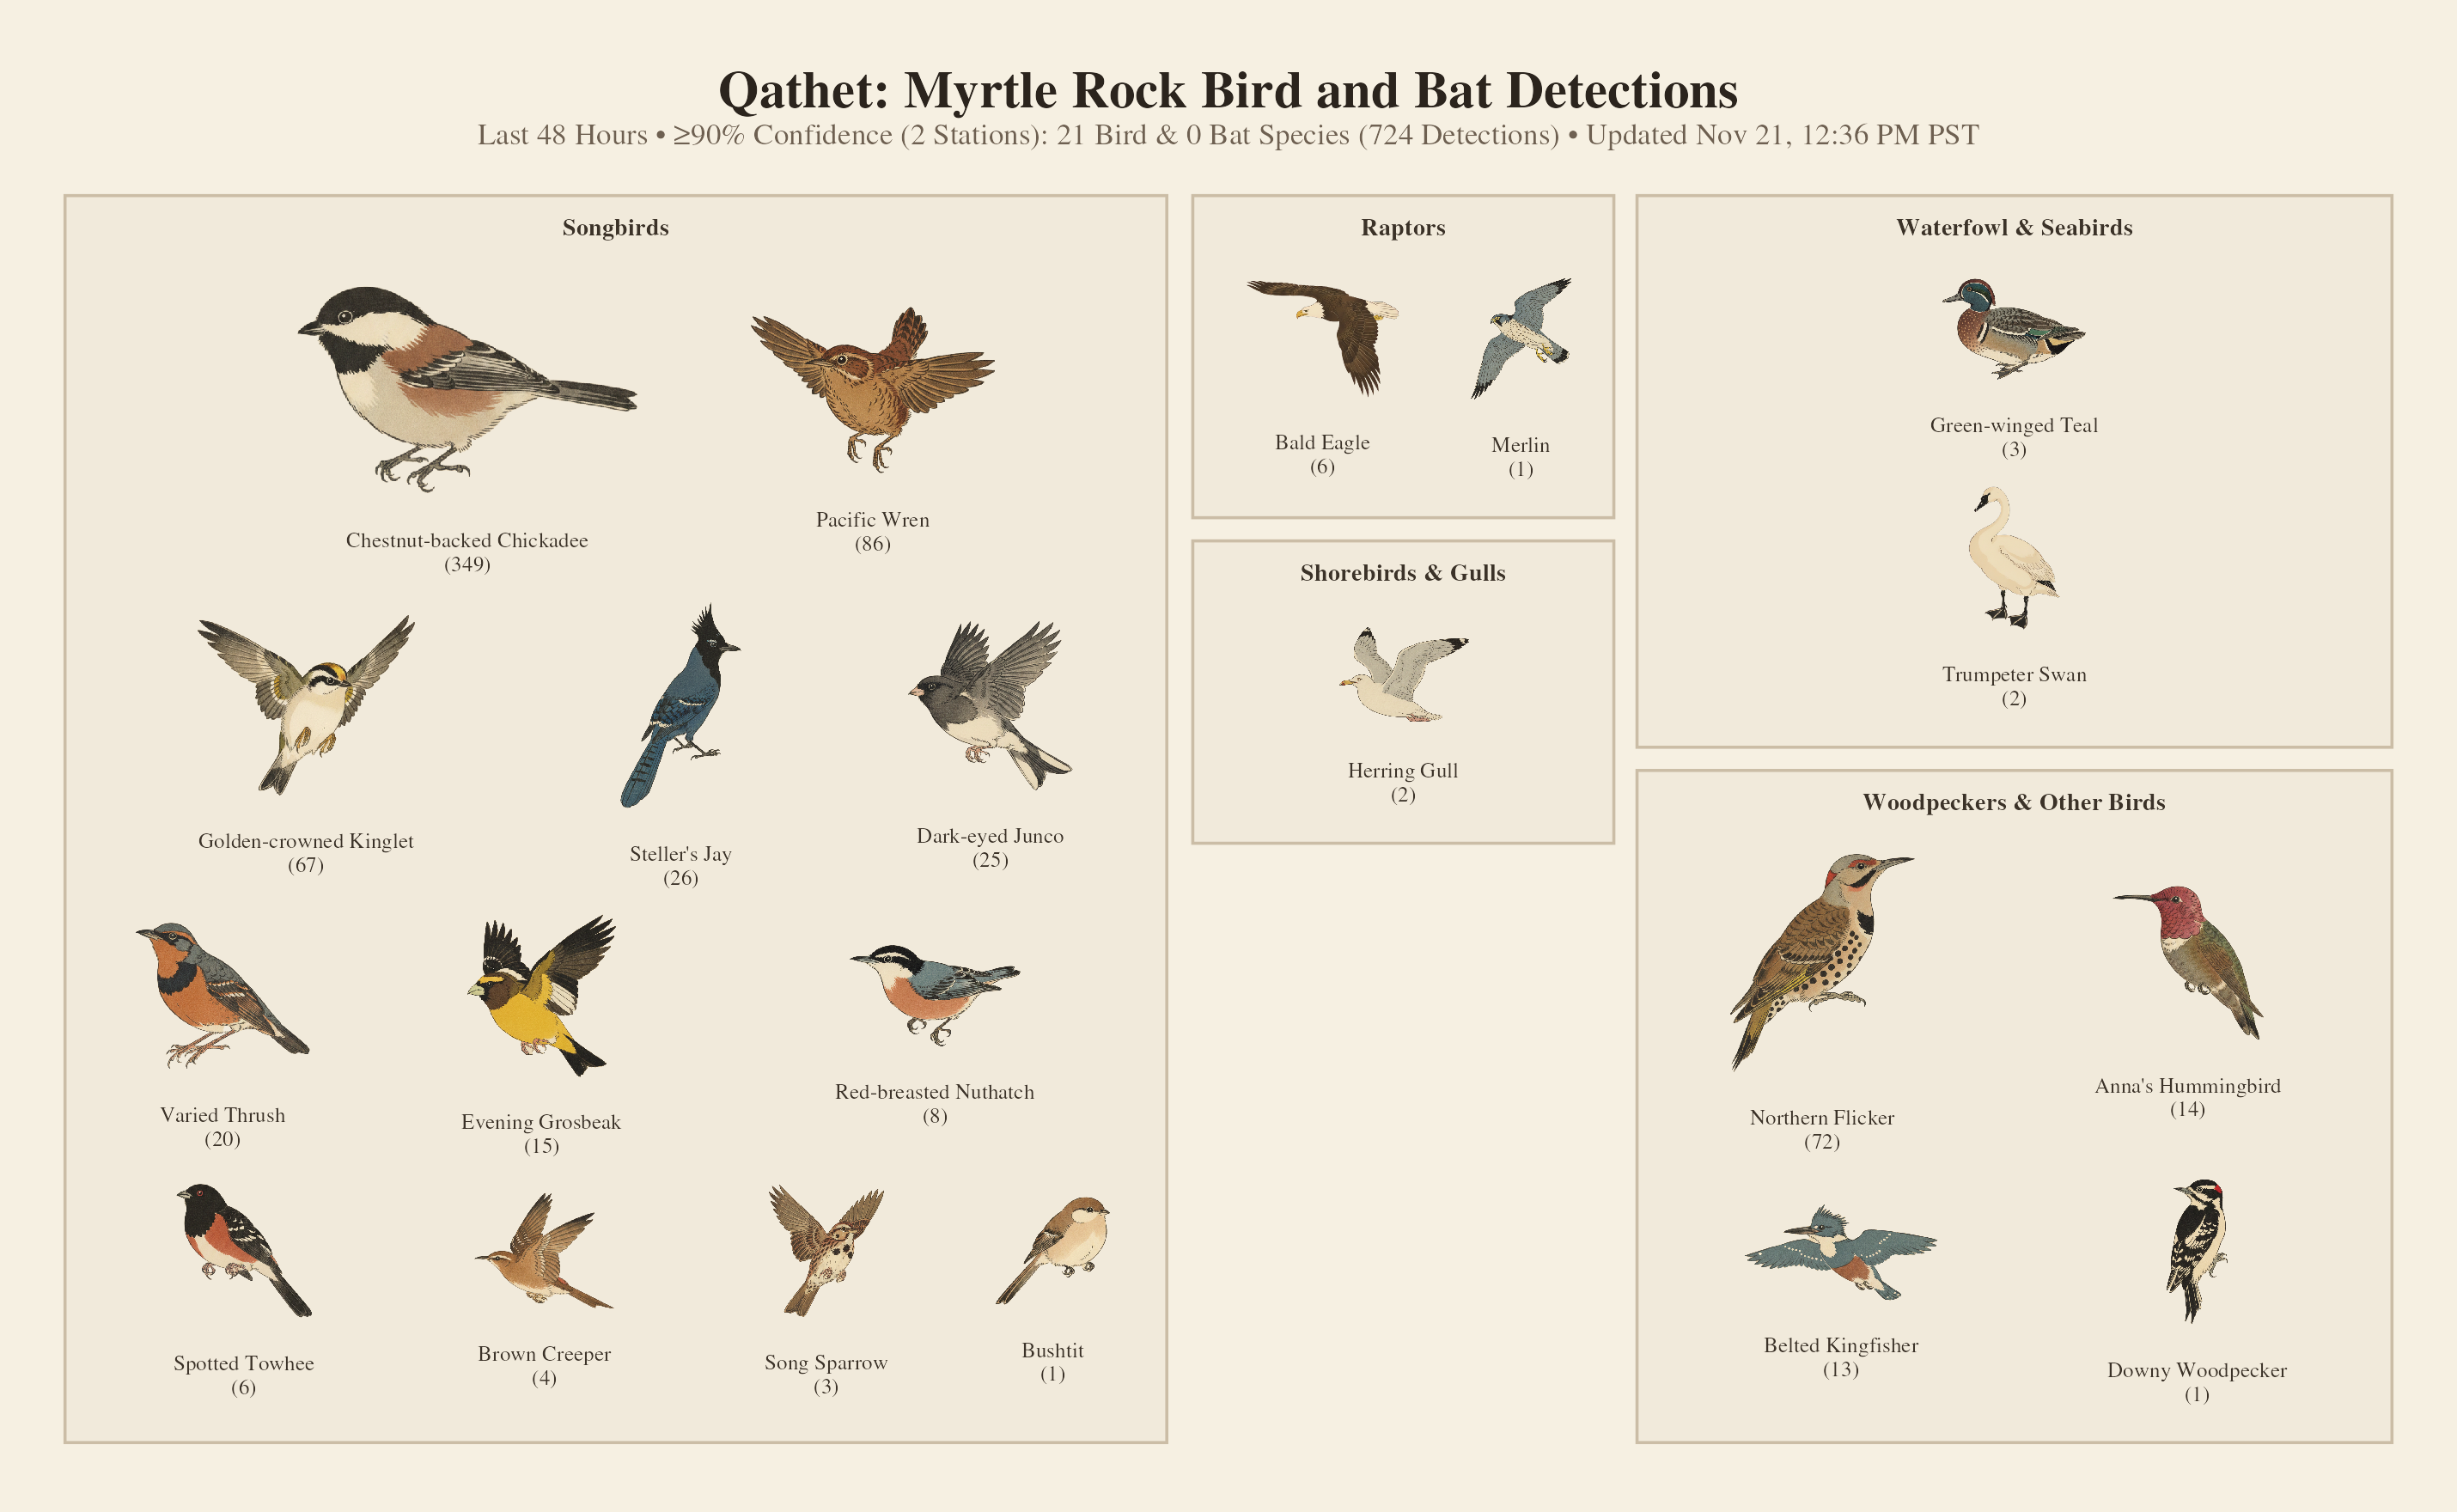 Qathet: Myrtle Rock Bird and Bat Detections
Last 48 Hours • ≥90% Confidence (2 Stations): 21 Bird & 0 Bat Species (724 Detections) • Updated Nov 21, 12:36 PM PST
Songbirds
Chestnut-backed Chickadee
(349)
Pacific Wren
(86)
Golden-crowned Kinglet
(67)
Steller's Jay
(26)
Dark-eyed Junco
(25)
Varied Thrush
(20)
Evening Grosbeak
(15)
Red-breasted Nuthatch
(8)
Spotted Towhee
(6)
Brown Creeper
(4)
Song Sparrow
(3)
Bushtit
(1)
Raptors
Bald Eagle
(6)
Merlin
(1)
Shorebirds & Gulls
Herring Gull
(2)
Waterfowl & Seabirds
Green-winged Teal
(3)
Trumpeter Swan
(2)
Woodpeckers & Other Birds
Northern Flicker
(72)
Anna's Hummingbird
(14)
Belted Kingfisher
(13)
Downy Woodpecker
(1)